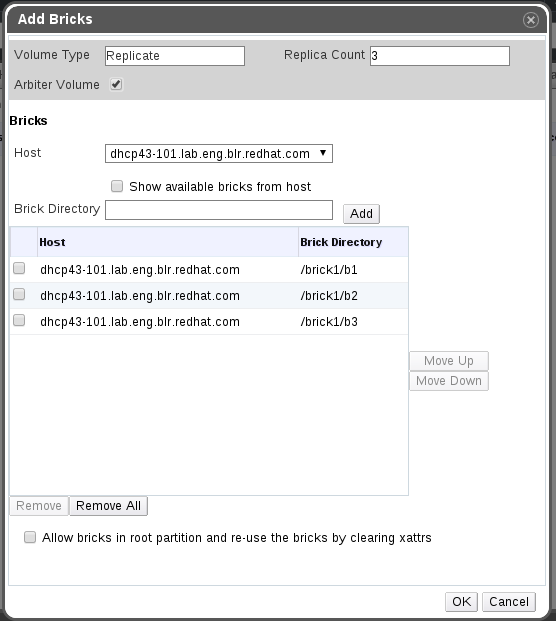 Add Bricks
Volume Type Replicate Replica Count 3
Arbiter Volume
Bricks
Host dhcp43-101.lab.eng.blr.redhat.com
Show available bricks from host
Brick Directory Add
Host Brick Directory
dhcp43-101.lab.eng.blr.redhat.com /brick1/b1
dhcp43-101.lab.eng.blr.redhat.com /brick1/b2
dhcp43-101.lab.eng.blr.redhat.com /brick1/b3
Move Up
Move Down
Remove Remove All
Allow bricks in root partition and re-use the bricks by clearing xattrs
OK Cancel